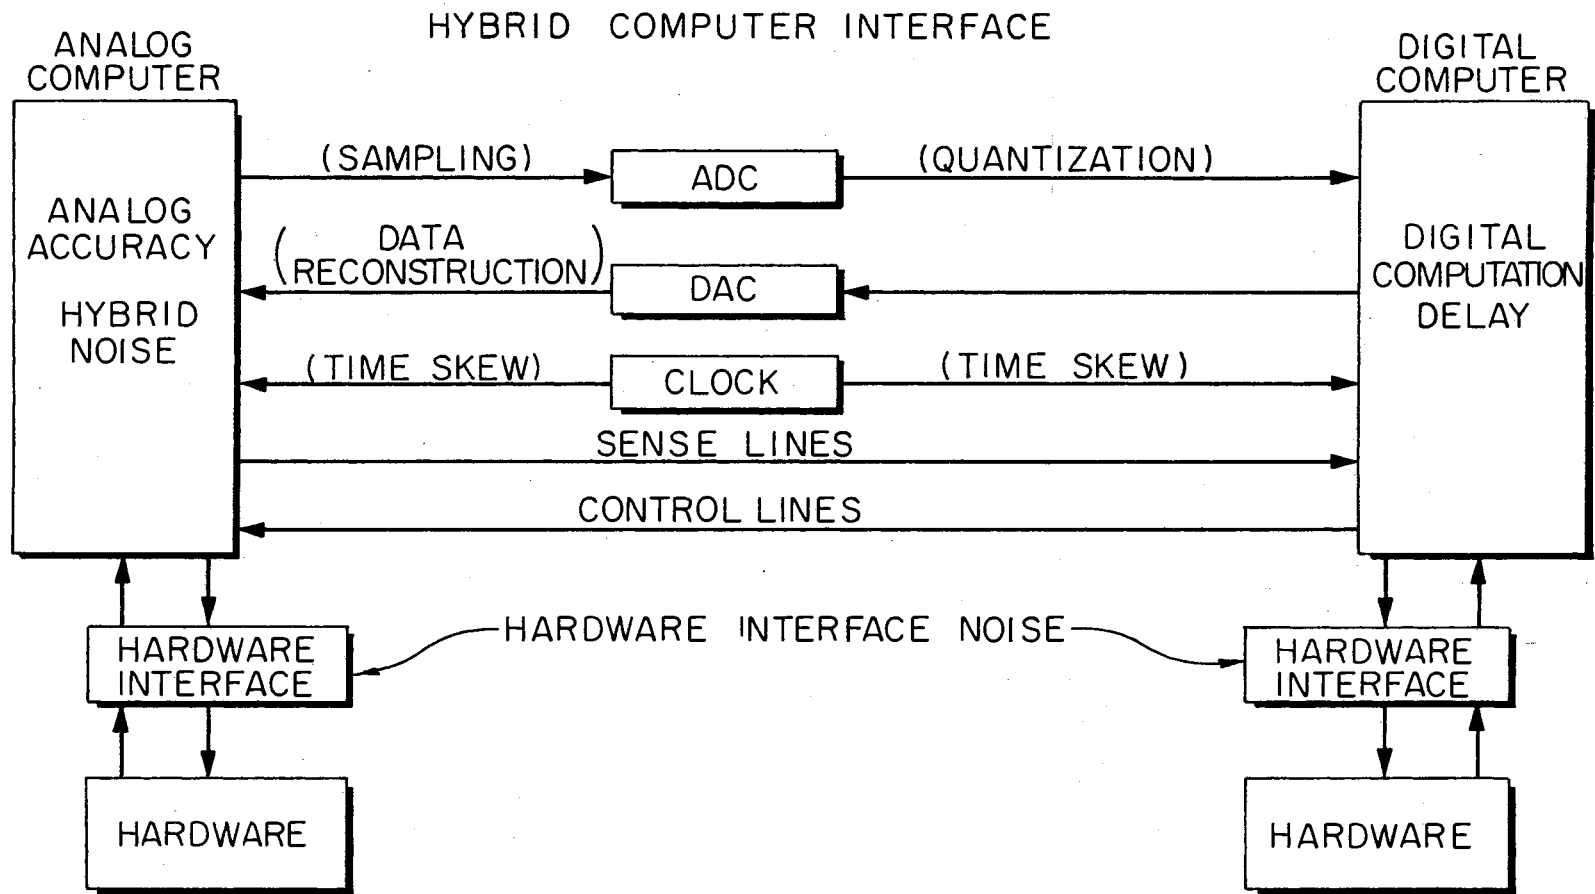 HYBRID COMPUTER INTERFACE
ANALOG
COMPUTER
DIGITAL
COMPUTER
(SAMPLING)
ADC
(QUANTIZATION)
ANALOG
ACCURACY
HYBRID
NOISE
(DATA
RECONSTRUCTION)
DAC
DIGITAL
COMPUTATION
DELAY
(TIME SKEW)
CLOCK
(TIME SKEW)
SENSE LINES
CONTROL LINES
HARDWARE
INTERFACE
HARDWARE INTERFACE NOISE
HARDWARE
INTERFACE
HARDWARE
HARDWARE